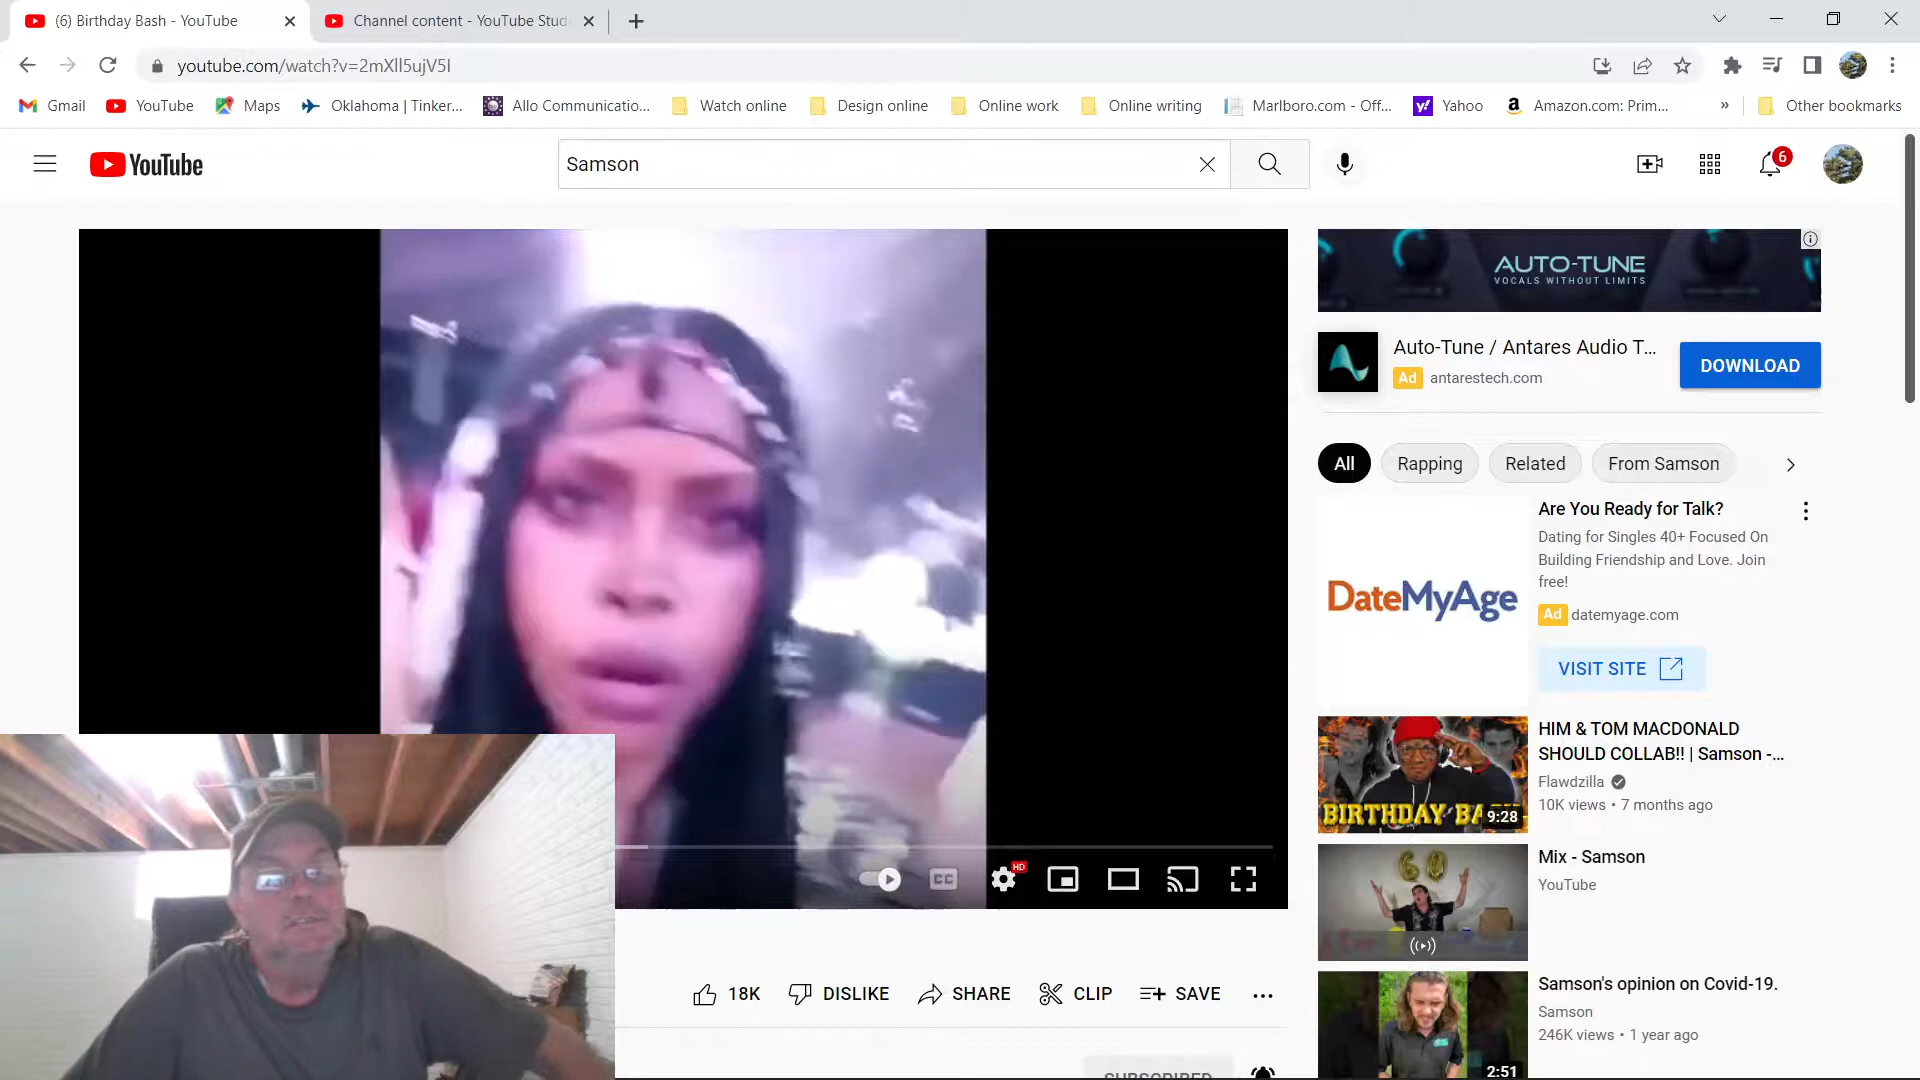 (6) Birthday Bash - YouTube
Channel content - YouTube Stud
youtube.com/watch?v=2mXll5ujV5I
Gmail
YouTube
Maps
Oklahoma | Tinker...
Allo Communicatio...
Watch online
Design online
Online work
Online writing
Marlboro.com - Off...
Yahoo
Amazon.com: Prim...
»
Other bookmarks
YouTube
Samson
6
AUTO-TUNE
VOCALS WITHOUT LIMITS
Auto-Tune / Antares Audio T...
Ad antarestech.com
DOWNLOAD
All
Rapping
Related
From Samson
DateMyAge
Are You Ready for Talk?
Dating for Singles 40+ Focused On
Building Friendship and Love. Join
free!
Ad datemyage.com
VISIT SITE
BIRTHDAY BA
9:28
HIM & TOM MACDONALD
SHOULD COLLAB!! | Samson -...
Flawdzilla
10K views • 7 months ago
60
Mix - Samson
YouTube
2:51
Samson's opinion on Covid-19.
Samson
246K views • 1 year ago
CC
HD
18K
DISLIKE
SHARE
CLIP
SAVE
SUBSCRIBED